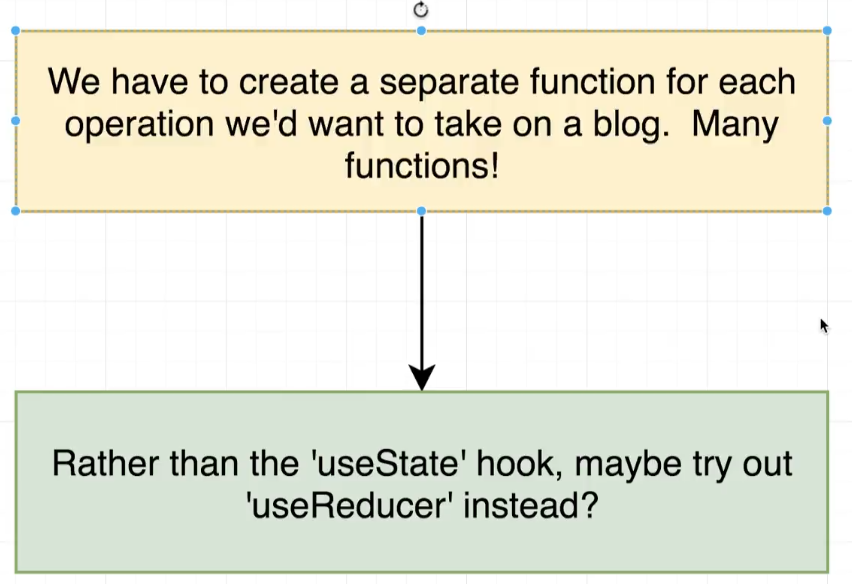 We have to create a separate function for each
operation we'd want to take on a blog.  Many
functions!
Rather than the 'useState' hook, maybe try out
'useReducer' instead?